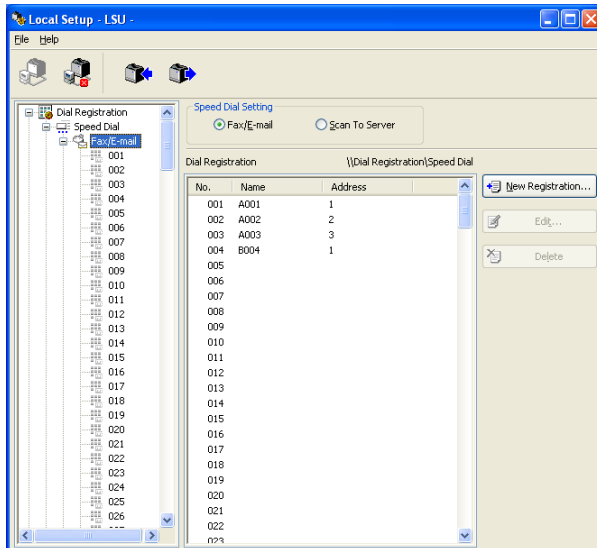 Local Setup - LSU -
File Help
Dial Registration
Speed Dial
Fax/E-mail
001
002
003
004
005
006
007
008
009
010
011
012
013
014
015
016
017
018
019
020
021
022
023
024
025
026
Speed Dial Setting
Fax/E-mail Scan To Server
Dial Registration \\Dial Registration\Speed Dial
No. Name Address
001 A001 1
002 A002 2
003 A003 3
004 B004 1
005
006
007
008
009
010
011
012
013
014
015
016
017
018
019
020
021
022
023
New Registration...
Edit...
Delete